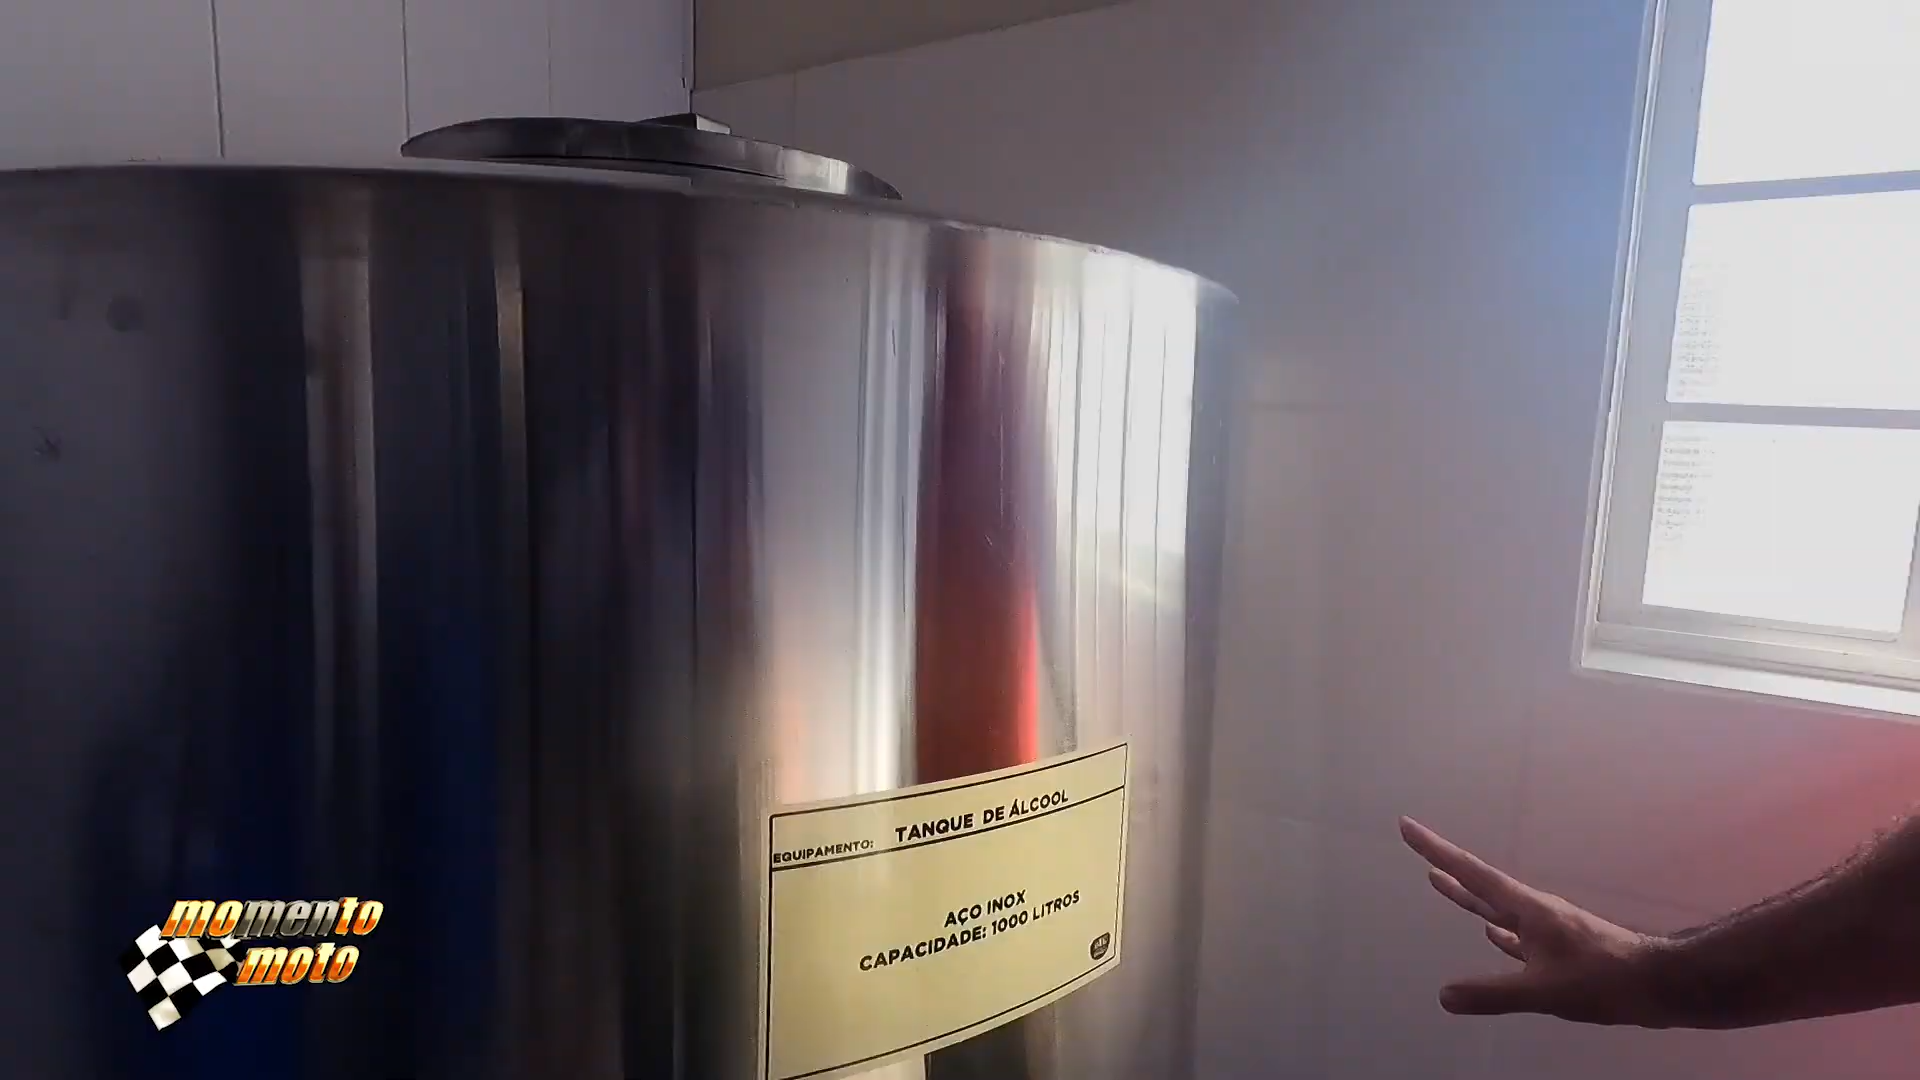 EQUIPAMENTO: TANQUE DE ÁLCOOL
AÇO INOX
CAPACIDADE: 1000 LITROS
momento
moto